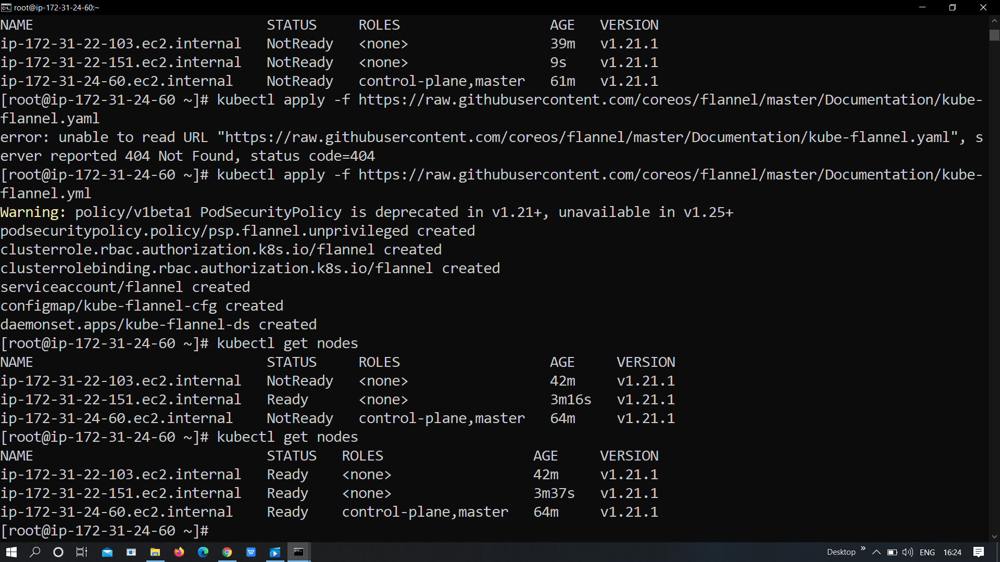 root@ip-172-31-24-60:~
NAME                            STATUS     ROLES                  AGE   VERSION
ip-172-31-22-103.ec2.internal   NotReady   <none>                 39m   v1.21.1
ip-172-31-22-151.ec2.internal   NotReady   <none>                 9s    v1.21.1
ip-172-31-24-60.ec2.internal    NotReady   control-plane,master   61m   v1.21.1
[root@ip-172-31-24-60 ~]# kubectl apply -f https://raw.githubusercontent.com/coreos/flannel/master/Documentation/kube-
flannel.yaml
error: unable to read URL "https://raw.githubusercontent.com/coreos/flannel/master/Documentation/kube-flannel.yaml", s
erver reported 404 Not Found, status code=404
[root@ip-172-31-24-60 ~]# kubectl apply -f https://raw.githubusercontent.com/coreos/flannel/master/Documentation/kube-
flannel.yml
Warning: policy/v1beta1 PodSecurityPolicy is deprecated in v1.21+, unavailable in v1.25+
podsecuritypolicy.policy/psp.flannel.unprivileged created
clusterrole.rbac.authorization.k8s.io/flannel created
clusterrolebinding.rbac.authorization.k8s.io/flannel created
serviceaccount/flannel created
configmap/kube-flannel-cfg created
daemonset.apps/kube-flannel-ds created
[root@ip-172-31-24-60 ~]# kubectl get nodes
NAME                            STATUS     ROLES                  AGE     VERSION
ip-172-31-22-103.ec2.internal   NotReady   <none>                 42m     v1.21.1
ip-172-31-22-151.ec2.internal   Ready      <none>                 3m16s   v1.21.1
ip-172-31-24-60.ec2.internal    NotReady   control-plane,master   64m     v1.21.1
[root@ip-172-31-24-60 ~]# kubectl get nodes
NAME                            STATUS   ROLES                  AGE     VERSION
ip-172-31-22-103.ec2.internal   Ready    <none>                 42m     v1.21.1
ip-172-31-22-151.ec2.internal   Ready    <none>                 3m37s   v1.21.1
ip-172-31-24-60.ec2.internal    Ready    control-plane,master   64m     v1.21.1
[root@ip-172-31-24-60 ~]#
Desktop » ENG 16:24